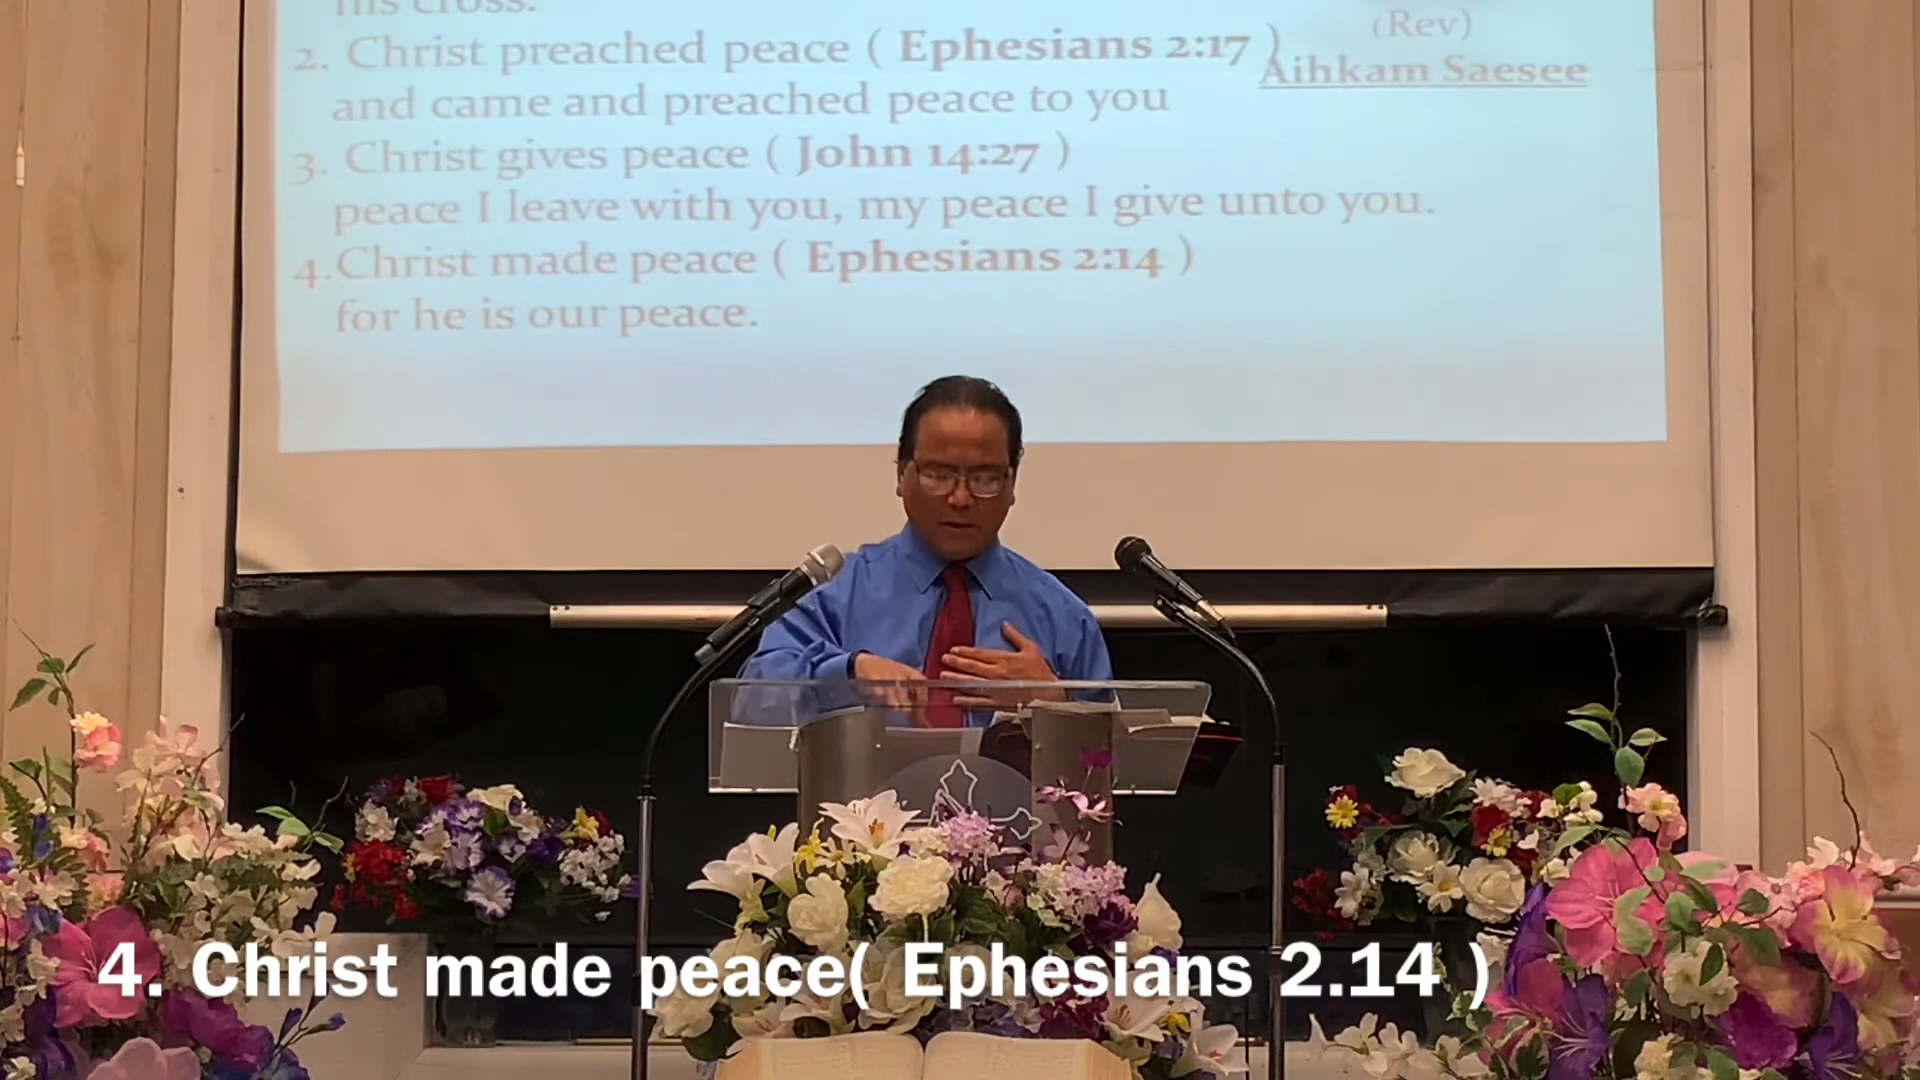 his cross.
2. Christ preached peace ( Ephesians 2:17 )
and came and preached peace to you
3. Christ gives peace ( John 14:27 )
peace I leave with you, my peace I give unto you.
4.Christ made peace ( Ephesians 2:14 )
for he is our peace.
(Rev)
Aihkam Saesee
4. Christ made peace( Ephesians 2.14 )